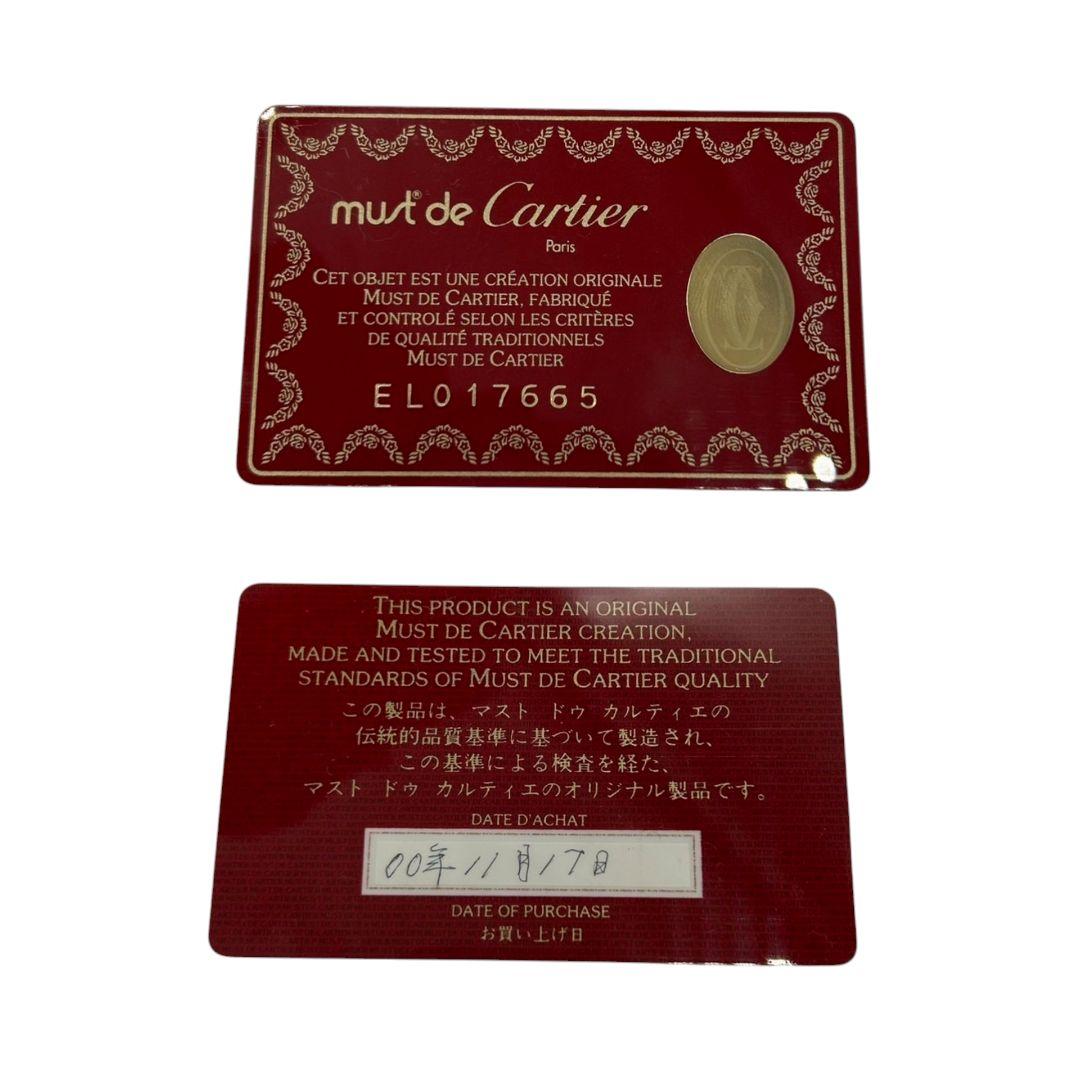 must® de Cartier
Paris
CET OBJET EST UNE CRÉATION ORIGINALE
MUST DE CARTIER, FABRIQUÉ
ET CONTROLÉ SELON LES CRITÈRES
DE QUALITÉ TRADITIONNELS
MUST DE CARTIER
EL017665
THIS PRODUCT IS AN ORIGINAL
MUST DE CARTIER CREATION,
MADE AND TESTED TO MEET THE TRADITIONAL
STANDARDS OF MUST DE CARTIER QUALITY
この製品は、マスト ドゥ カルティエの
伝統的品質基準に基づいて製造され、
この基準による検査を経た、
マスト ドゥ カルティエのオリジナル製品です。
DATE D'ACHAT
00年11月17日
DATE OF PURCHASE
お買い上げ日